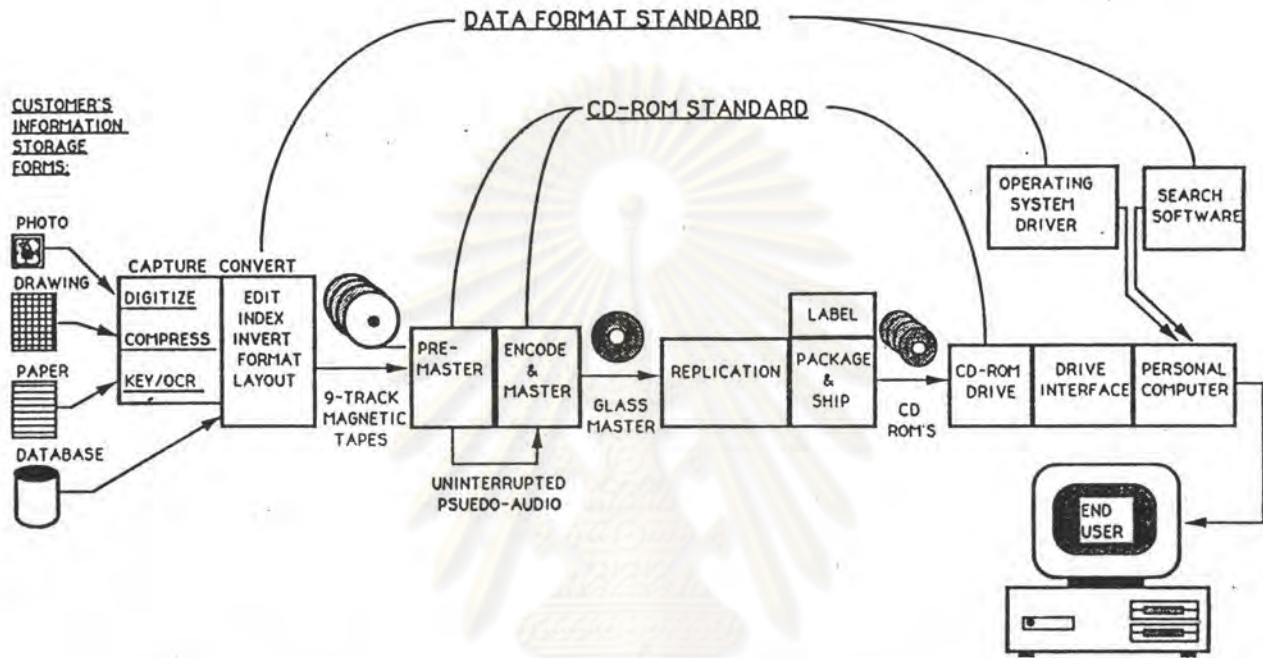 DATA FORMAT STANDARD
CD-ROM STANDARD
CUSTOMER'S
INFORMATION
STORAGE
FORMS:
PHOTO
DRAWING
PAPER
DATABASE
CAPTURE CONVERT
DIGITIZE
COMPRESS
KEY/OCR
EDIT
INDEX
INVERT
FORMAT
LAYOUT
9-TRACK
MAGNETIC
TAPES
PRE-
MASTER
ENCODE
&
MASTER
UNINTERRUPTED
PSUEDO-AUDIO
GLASS
MASTER
REPLICATION
LABEL
PACKAGE
&
SHIP
CD
ROM'S
CD-ROM
DRIVE
DRIVE
INTERFACE
PERSONAL
COMPUTER
OPERATING
SYSTEM
DRIVER
SEARCH
SOFTWARE
END
USER